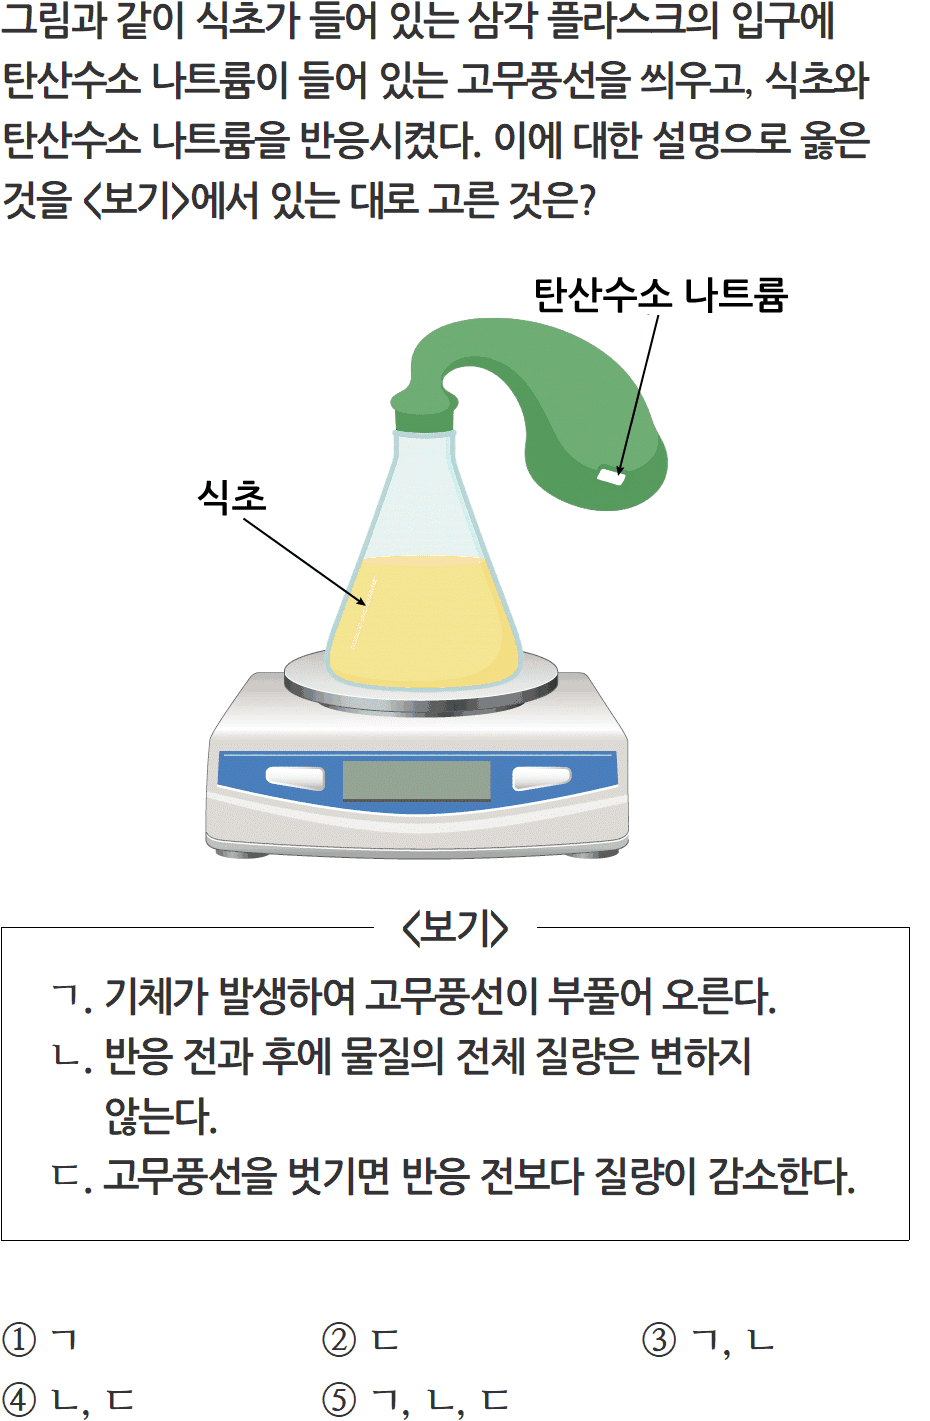 그림과 같이 식초가 들어 있는 삼각 플라스크의 입구에
탄산수소 나트륨이 들어 있는 고무풍선을 씌우고, 식초와
탄산수소 나트륨을 반응시켰다. 이에 대한 설명으로 옳은
것을 <보기>에서 있는 대로 고른 것은?
탄산수소 나트륨
식초
<보기>
ㄱ. 기체가 발생하여 고무풍선이 부풀어 오른다.
ㄴ. 반응 전과 후에 물질의 전체 질량은 변하지
않는다.
ㄷ. 고무풍선을 벗기면 반응 전보다 질량이 감소한다.
① ㄱ ② ㄷ ③ ㄱ, ㄴ
④ ㄴ, ㄷ ⑤ ㄱ, ㄴ, ㄷ